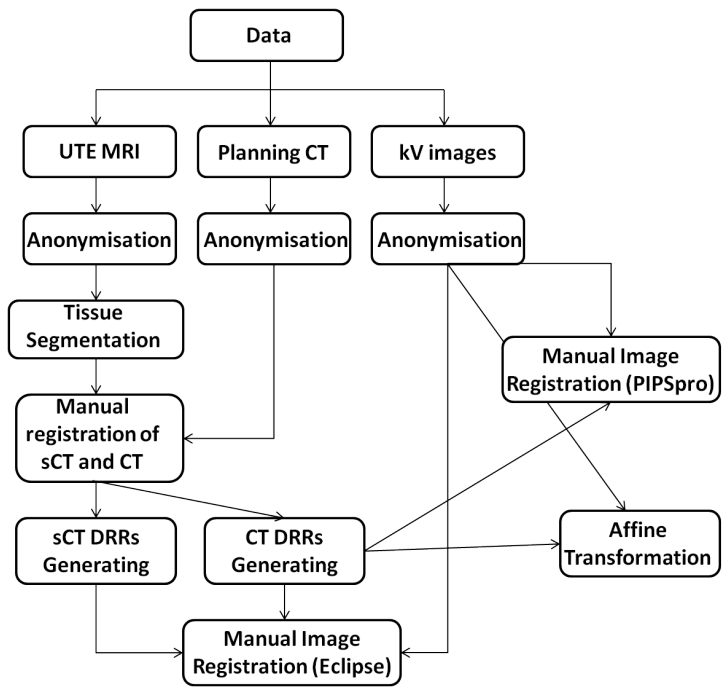 Data
UTE MRI
Planning CT
kV images
Anonymisation
Anonymisation
Anonymisation
Tissue
Segmentation
Manual Image
Registration (PIPSpro)
Manual
registration of
sCT and CT
sCT DRRs
Generating
CT DRRs
Generating
Affine
Transformation
Manual Image
Registration (Eclipse)